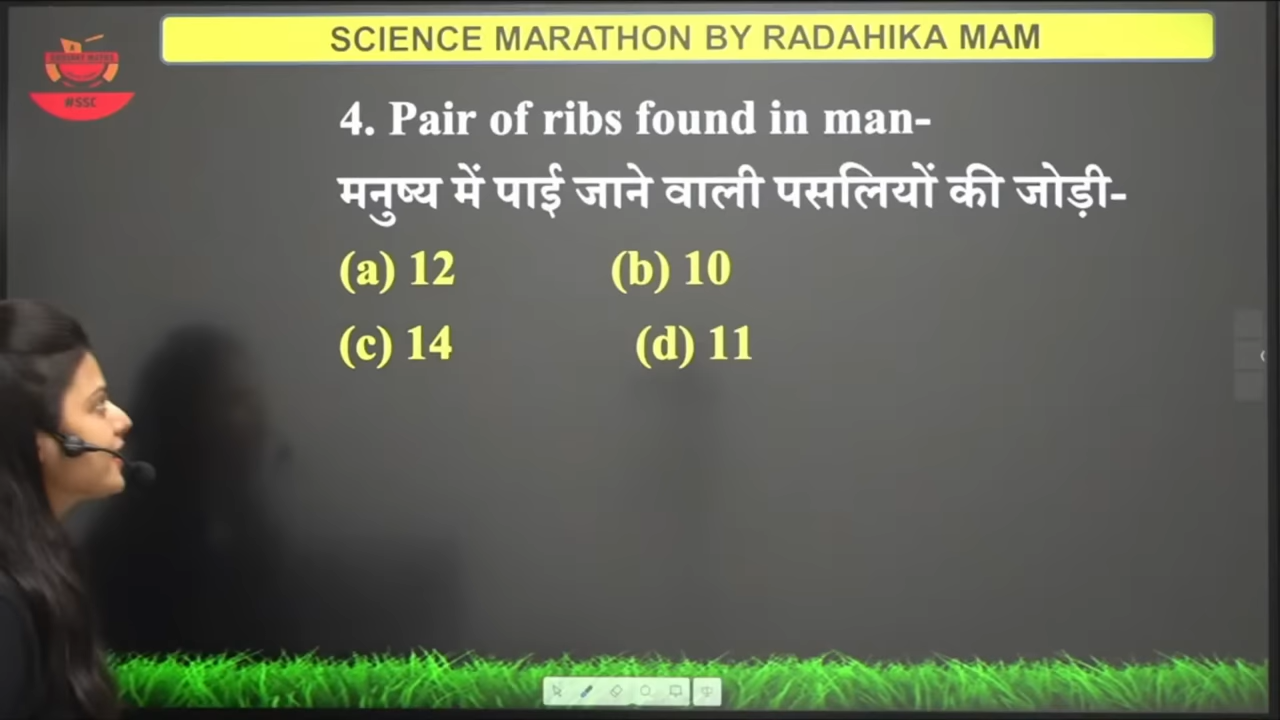 SCIENCE MARATHON BY RADAHIKA MAM
#SSC
4. Pair of ribs found in man-
मनुष्य में पाई जाने वाली पसलियों की जोड़ी-
(a) 12 (b) 10
(c) 14 (d) 11